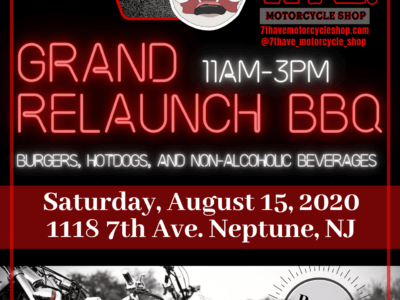 MOTORCYCLE SHOP
7thavemotorcycleshop.com
@7thave_motorcycle_shop
GRAND 11AM-3PM
RELAUNCH BBQ
BURGERS, HOTDOGS, AND NON-ALCOHOLIC BEVERAGES
Saturday, August 15, 2020
1118 7th Ave. Neptune, NJ